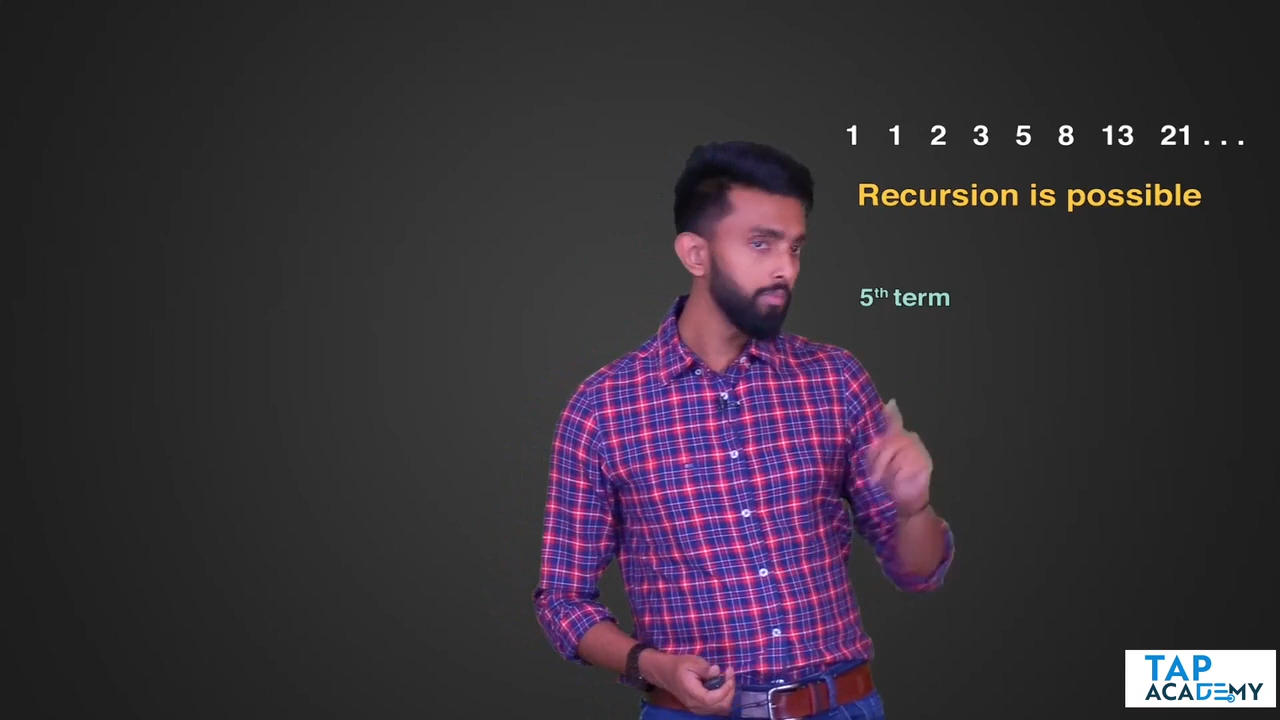 1 1 2 3 5 8 13 21 . . .
Recursion is possible
5th term
TAP
ACADEMY